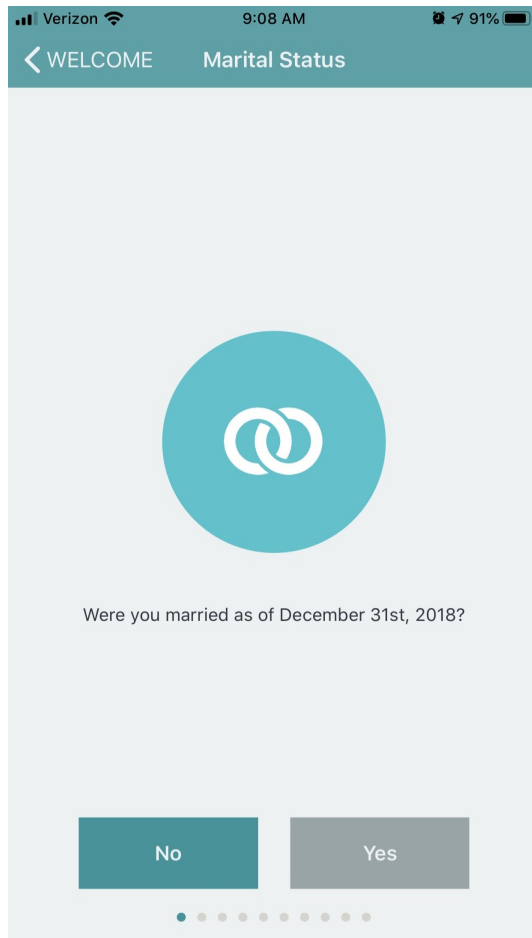 Verizon 9:08 AM 91%
WELCOME Marital Status
Were you married as of December 31st, 2018?
No Yes